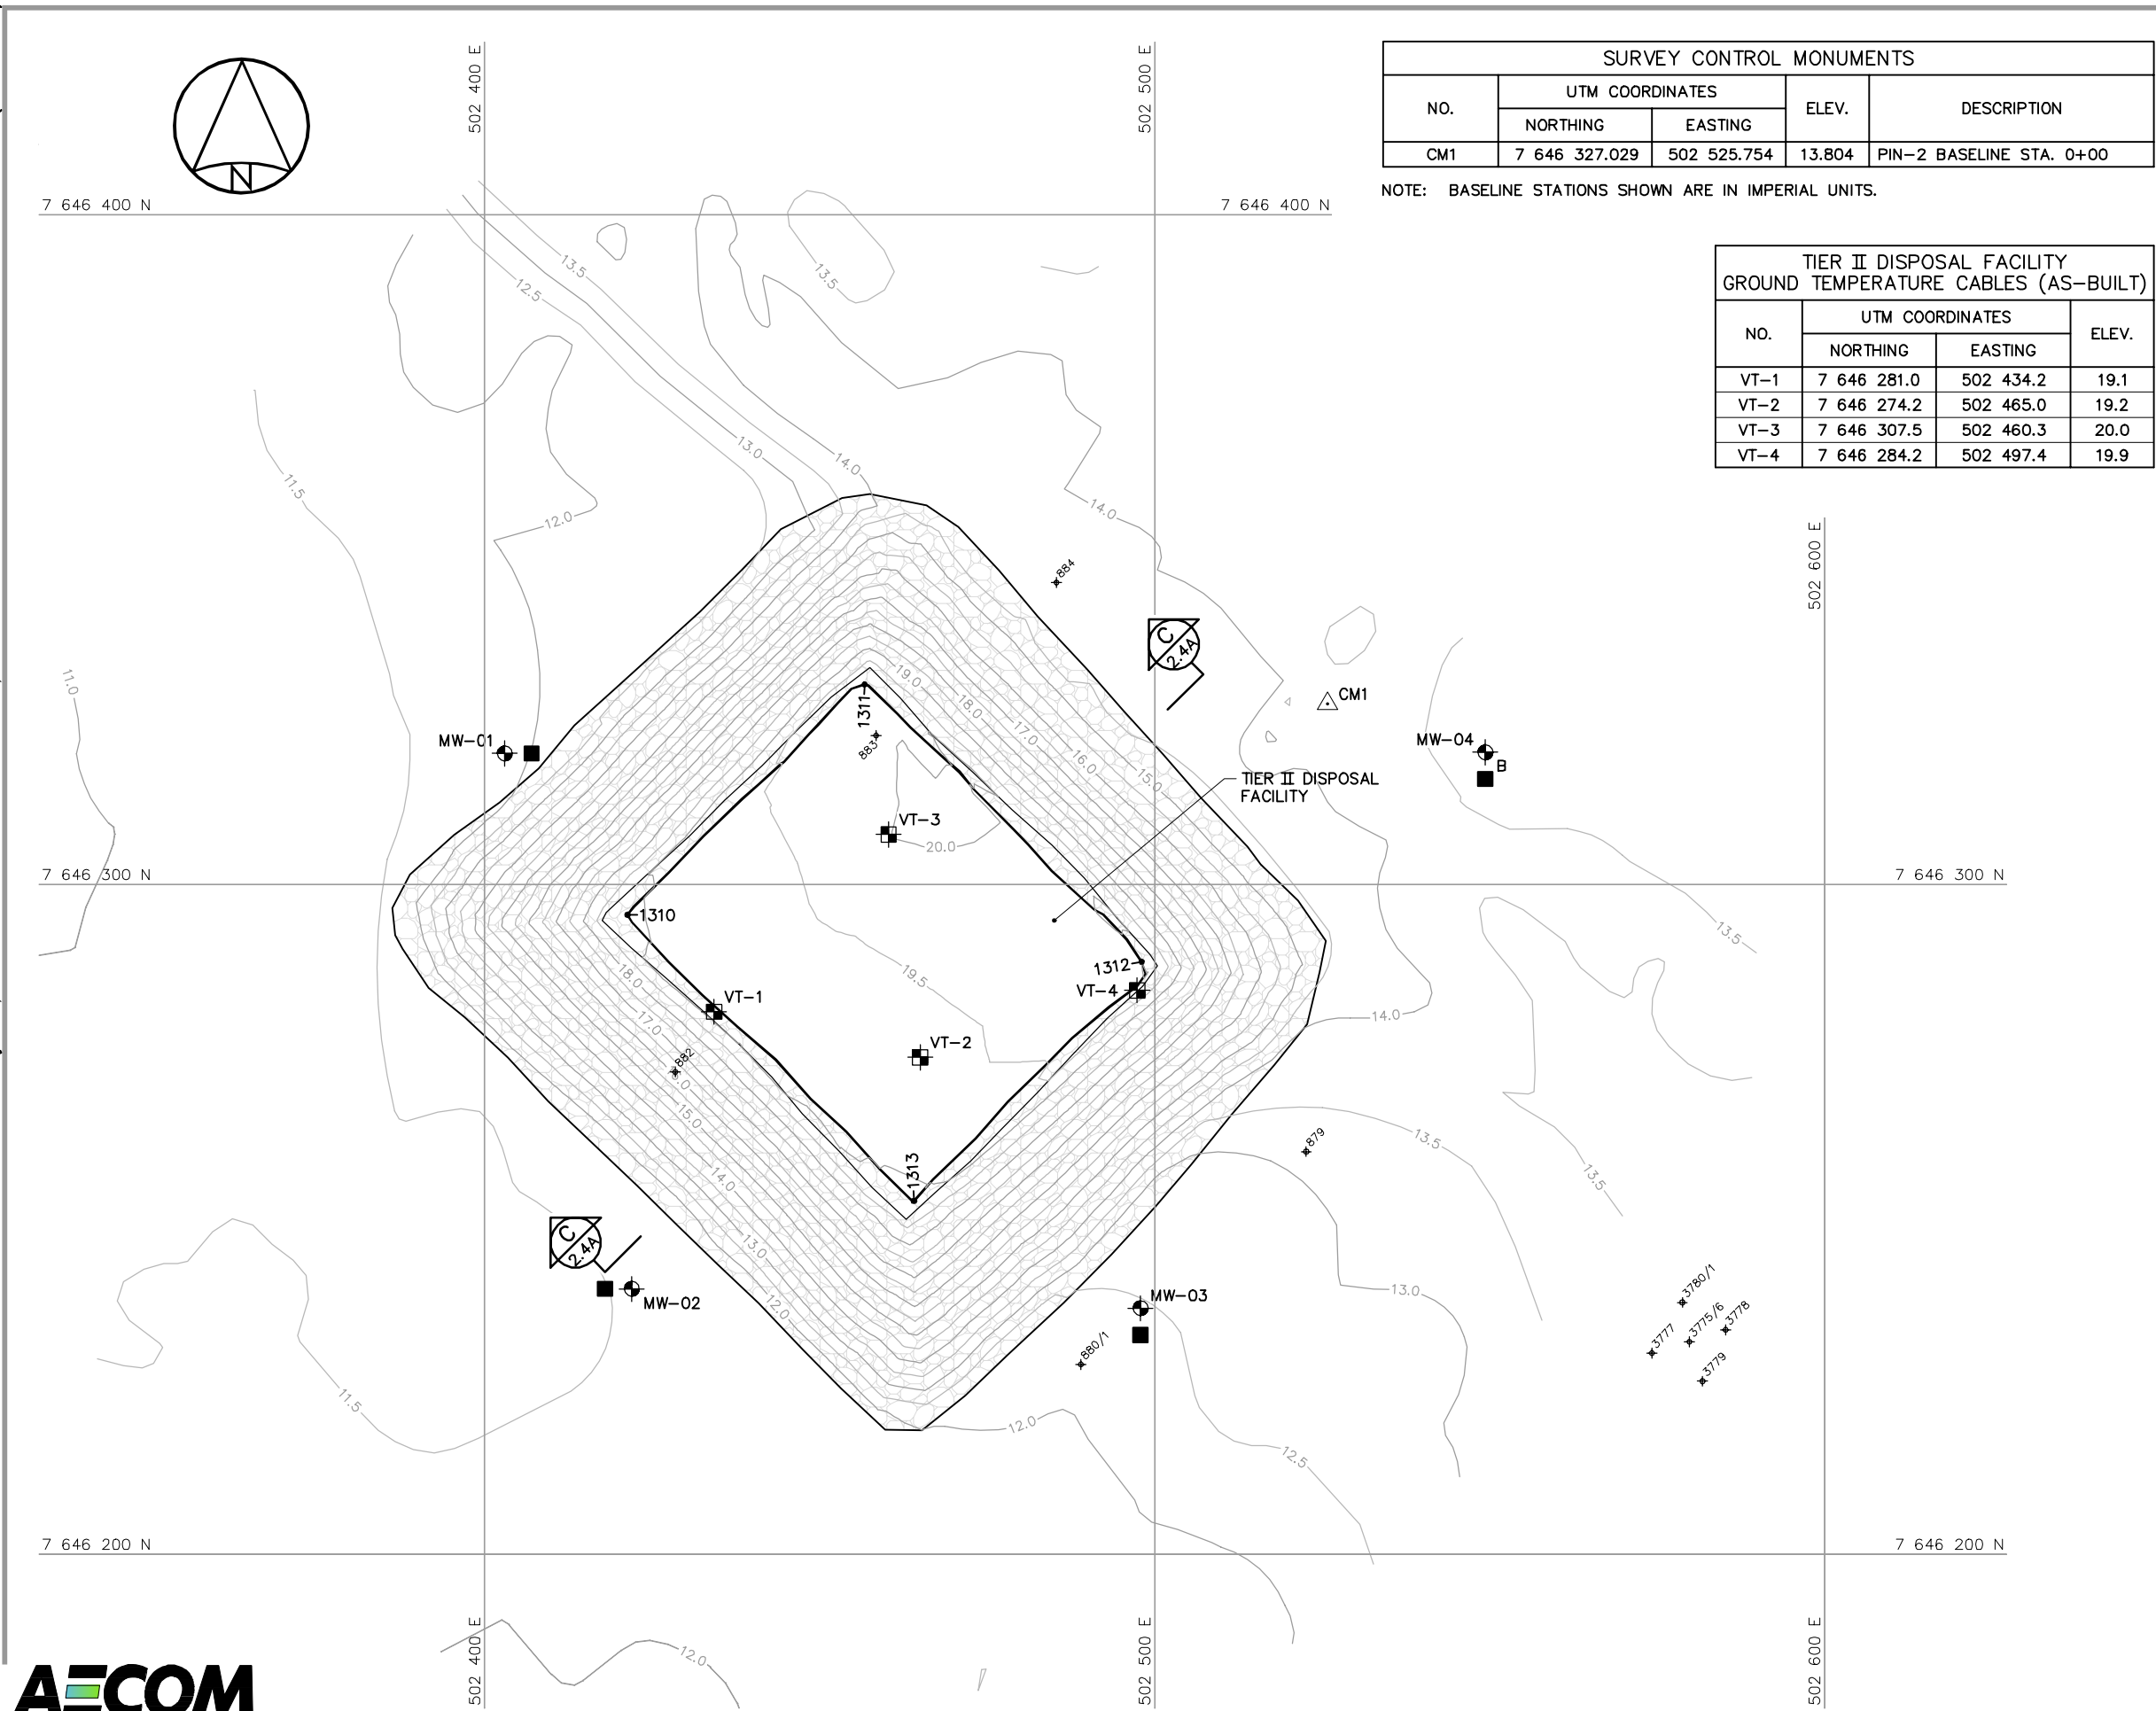 502 400 E
502 500 E
SURVEY CONTROL MONUMENTS
NO.
UTM COORDINATES
ELEV.
DESCRIPTION
NORTHING
EASTING
CM1
7 646 327.029
502 525.754
13.804
PIN-2 BASELINE STA. 0+00
NOTE: BASELINE STATIONS SHOWN ARE IN IMPERIAL UNITS.
N
7 646 400 N
7 646 400 N
TIER II DISPOSAL FACILITY
GROUND TEMPERATURE CABLES (AS-BUILT)
NO.
UTM COORDINATES
ELEV.
NORTHING
EASTING
VT-1
7 646 281.0
502 434.2
19.1
VT-2
7 646 274.2
502 465.0
19.2
VT-3
7 646 307.5
502 460.3
20.0
VT-4
7 646 284.2
502 497.4
19.9
13.5
12.5
13.5
13.0
14.0
11.5
12.0
14.0
502 600 E
884
C
2.4A
11.0
19.0
18.0
17.0
16.0
15.0
1311
883
CM1
MW-01
MW-04
B
TIER II DISPOSAL
FACILITY
VT-3
20.0
7 646 300 N
7 646 300 N
1310
13.5
1312
19.5
18.0
VT-4
VT-1
14.0
17.0
VT-2
882
15.0
13.5
879
14.0
1313
13.5
C
2.4A
13.0
12.0
MW-02
MW-03
13.0
880/1
3780/1
3775/6
3778
3777
3779
11.5
12.0
12.5
7 646 200 N
7 646 200 N
12.0
502 400 E
502 500 E
502 600 E
AECOM